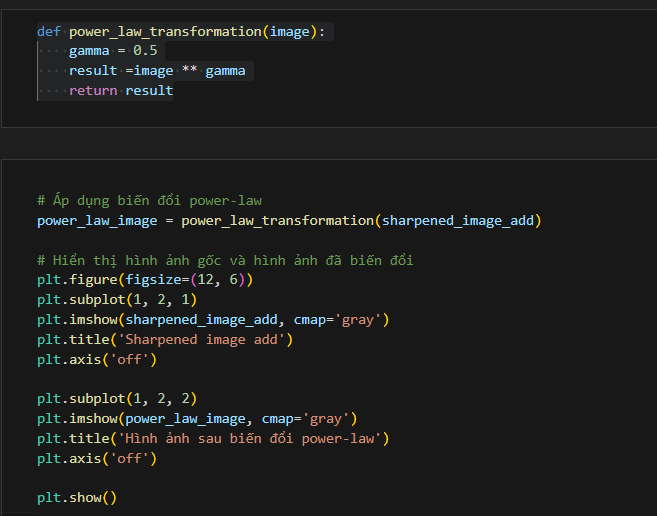 def power_law_transformation(image):
    gamma = 0.5
    result =image ** gamma
    return result
# Áp dụng biến đổi power-law
power_law_image = power_law_transformation(sharpened_image_add)
# Hiển thị hình ảnh gốc và hình ảnh đã biến đổi
plt.figure(figsize=(12, 6))
plt.subplot(1, 2, 1)
plt.imshow(sharpened_image_add, cmap='gray')
plt.title('Sharpened image add')
plt.axis('off')
plt.subplot(1, 2, 2)
plt.imshow(power_law_image, cmap='gray')
plt.title('Hình ảnh sau biến đổi power-law')
plt.axis('off')
plt.show()